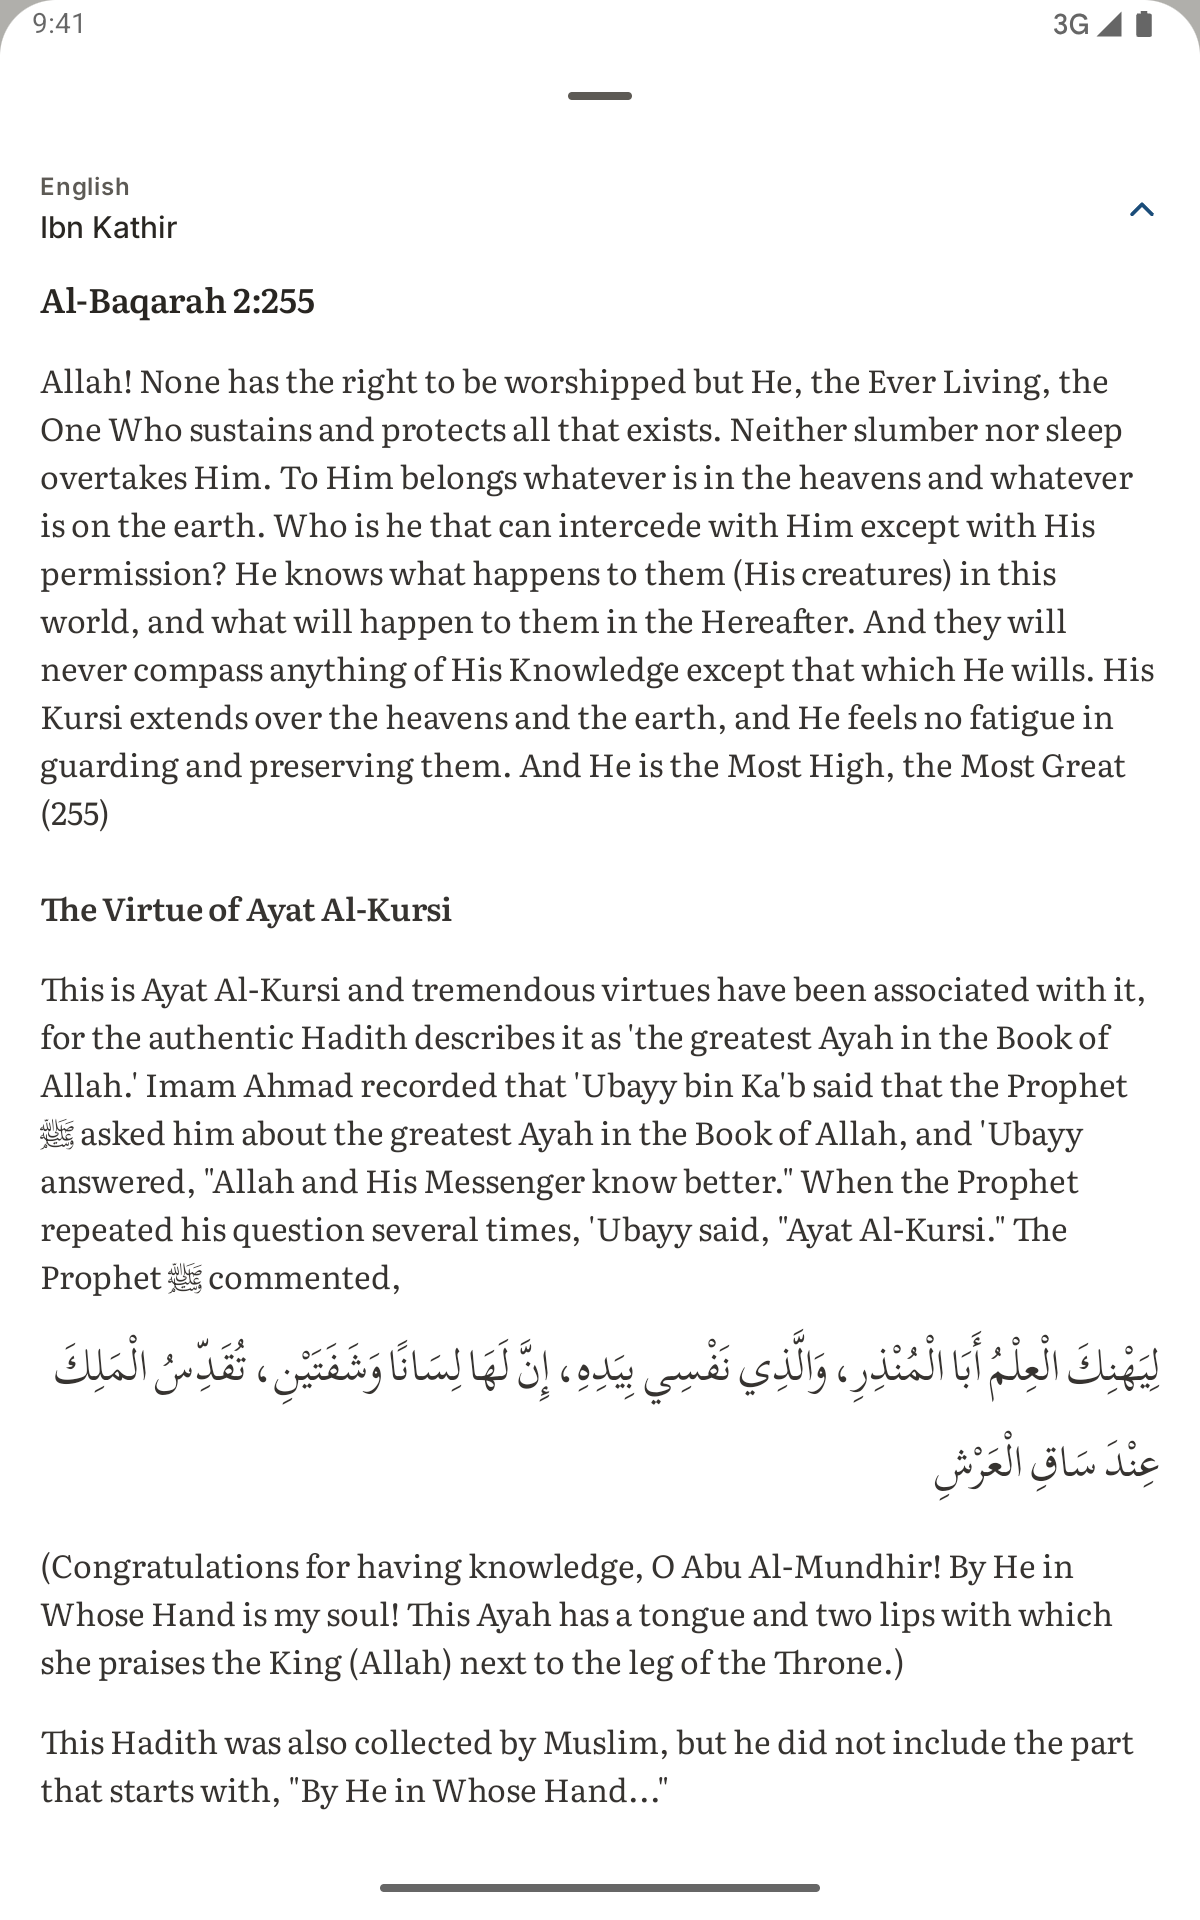 9:41
3G
English
Ibn Kathir
Al-Baqarah 2:255
Allah! None has the right to be worshipped but He, the Ever Living, the
One Who sustains and protects all that exists. Neither slumber nor sleep
overtakes Him. To Him belongs whatever is in the heavens and whatever
is on the earth. Who is he that can intercede with Him except with His
permission? He knows what happens to them (His creatures) in this
world, and what will happen to them in the Hereafter. And they will
never compass anything of His Knowledge except that which He wills. His
Kursi extends over the heavens and the earth, and He feels no fatigue in
guarding and preserving them. And He is the Most High, the Most Great
(255)
The Virtue of Ayat Al-Kursi
This is Ayat Al-Kursi and tremendous virtues have been associated with it,
for the authentic Hadith describes it as 'the greatest Ayah in the Book of
Allah.' Imam Ahmad recorded that 'Ubayy bin Ka'b said that the Prophet
ﷺ asked him about the greatest Ayah in the Book of Allah, and 'Ubayy
answered, "Allah and His Messenger know better." When the Prophet
repeated his question several times, 'Ubayy said, "Ayat Al-Kursi." The
Prophet ﷺ commented,
لِيَهْنِكَ الْعِلْمُ أَبَا الْمُنْذِرِ، وَالَّذِي نَفْسِي بِيَدِهِ، إِنَّ لَهَا لِسَانًا وَشَفَتَيْنِ، تُقَدِّسُ الْمَلِكَ
عِنْدَ سَاقِ الْعَرْشِ
(Congratulations for having knowledge, O Abu Al-Mundhir! By He in
Whose Hand is my soul! This Ayah has a tongue and two lips with which
she praises the King (Allah) next to the leg of the Throne.)
This Hadith was also collected by Muslim, but he did not include the part
that starts with, "By He in Whose Hand..."